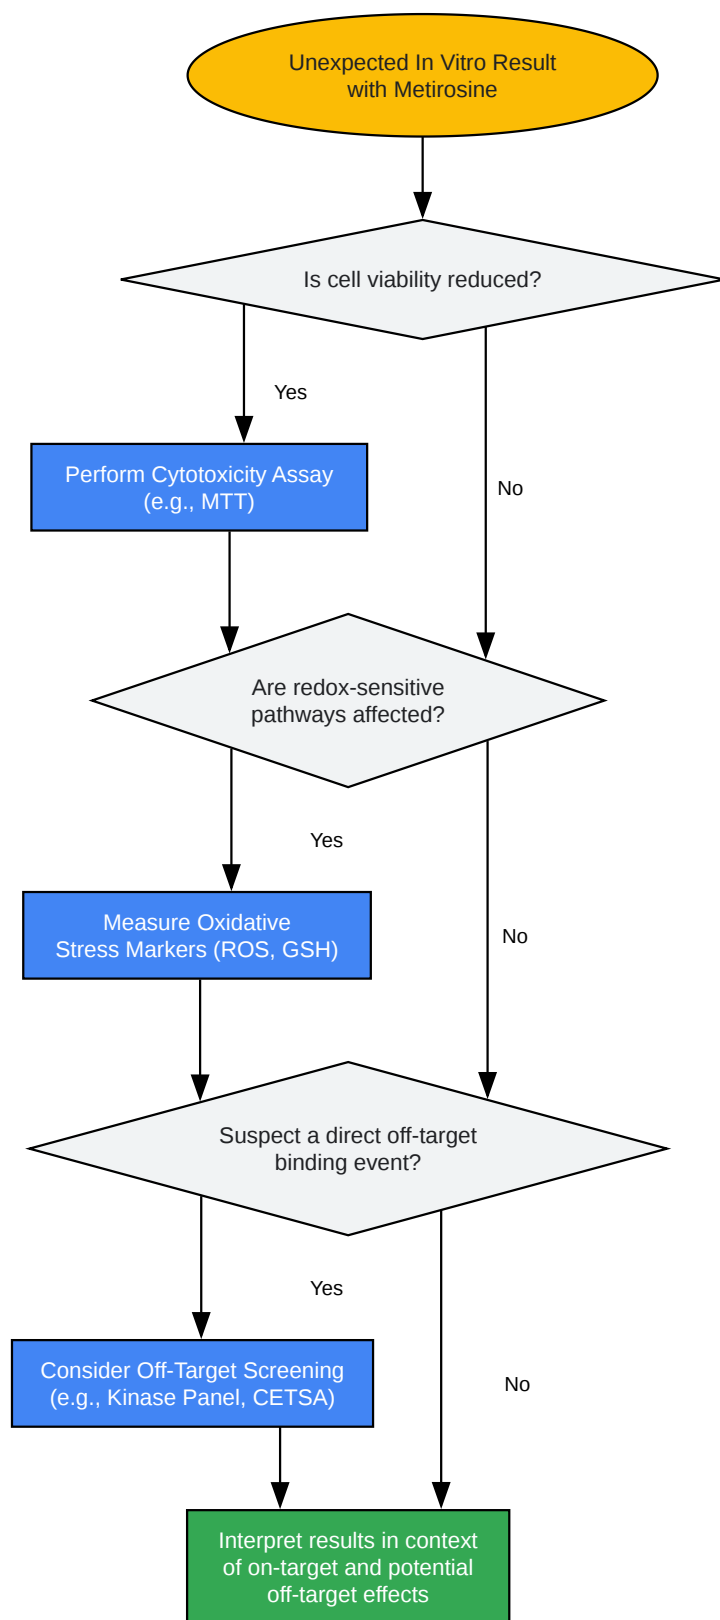 Unexpected In Vitro Result
with Metirosine
Is cell viability reduced?
Yes
Perform Cytotoxicity Assay
(e.g., MTT)
No
Are redox-sensitive
pathways affected?
Yes
Measure Oxidative
Stress Markers (ROS, GSH)
No
Suspect a direct off-target
binding event?
Yes
Consider Off-Target Screening
(e.g., Kinase Panel, CETSA)
No
Interpret results in context
of on-target and potential
off-target effects